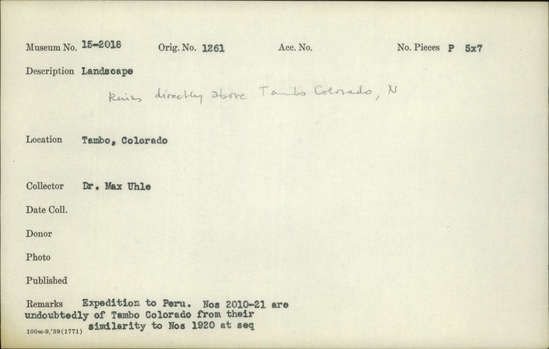 Museum No. 15-2018 Orig. No. 1261 Acc. No. No. Pieces P 5x7
Description Landscape
Ruins directly above Tambo Colorado, N
Location Tambo, Colorado
Collector Dr. Max Uhle
Date Coll.
Donor
Photo
Published
Remarks Expedition to Peru. Nos 2010-21 are
undoubtedly of Tambo Colorado from their
100m-9,'39(1771) similarity to Nos 1920 at seq